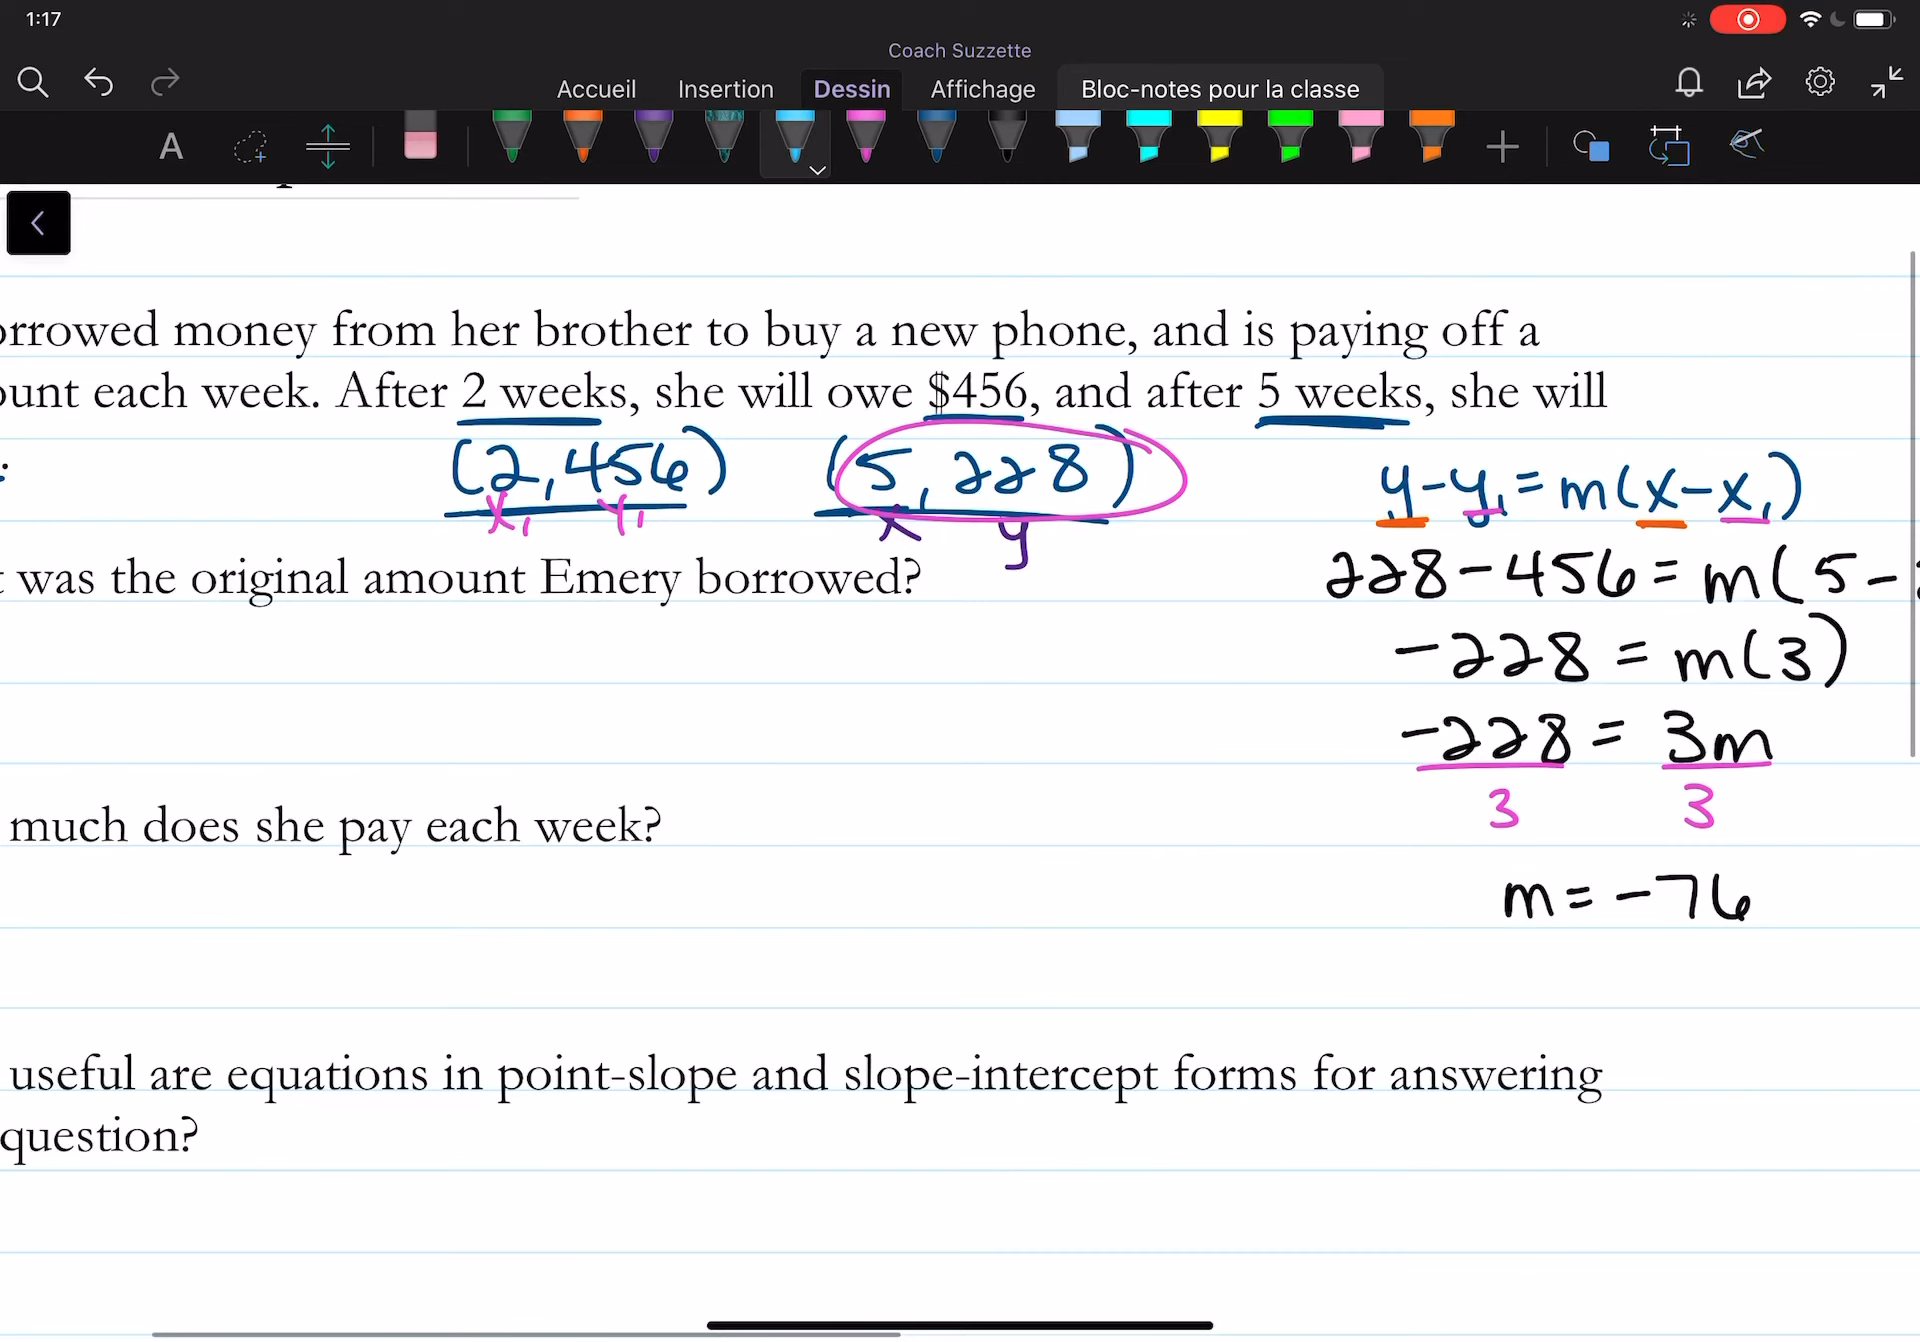 1:17
Coach Suzzette
Accueil Insertion Dessin Affichage Bloc-notes pour la classe
A
orrowed money from her brother to buy a new phone, and is paying off a
ount each week. After 2 weeks, she will owe $456, and after 5 weeks, she will
:
(2,456) (5,228)
x₁ y₁ x y
y-y₁=m(x-x₁)
t was the original amount Emery borrowed?
228-456=m(5-
-228=m(3)
-228=3m
3 3
much does she pay each week?
m=-76
useful are equations in point-slope and slope-intercept forms for answering
question?